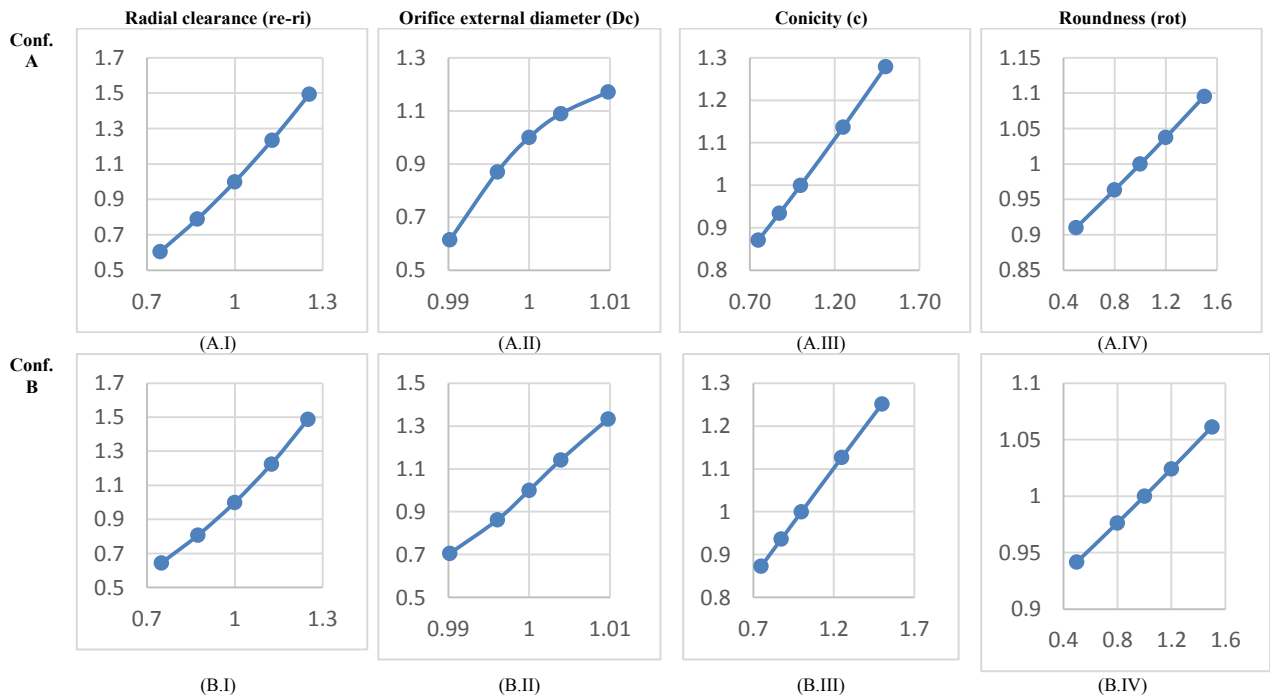 Radial clearance (re-ri)
Orifice external diameter (Dc)
Conicity (c)
Roundness (rot)
Conf.
A
1.7
1.5
1.3
1.1
0.9
0.7
0.5
0.7 1 1.3
(A.I)
1.3
1.1
0.9
0.7
0.5
0.99 1 1.01
(A.II)
1.3
1.2
1.1
1
0.9
0.8
0.70 1.20 1.70
(A.III)
1.15
1.1
1.05
1
0.95
0.9
0.85
0.4 0.8 1.2 1.6
(A.IV)
Conf.
B
1.7
1.5
1.3
1.1
0.9
0.7
0.5
0.7 1 1.3
(B.I)
1.5
1.3
1.1
0.9
0.7
0.5
0.99 1 1.01
(B.II)
1.3
1.2
1.1
1
0.9
0.8
0.7 1.2 1.7
(B.III)
1.1
1.05
1
0.95
0.9
0.4 0.8 1.2 1.6
(B.IV)